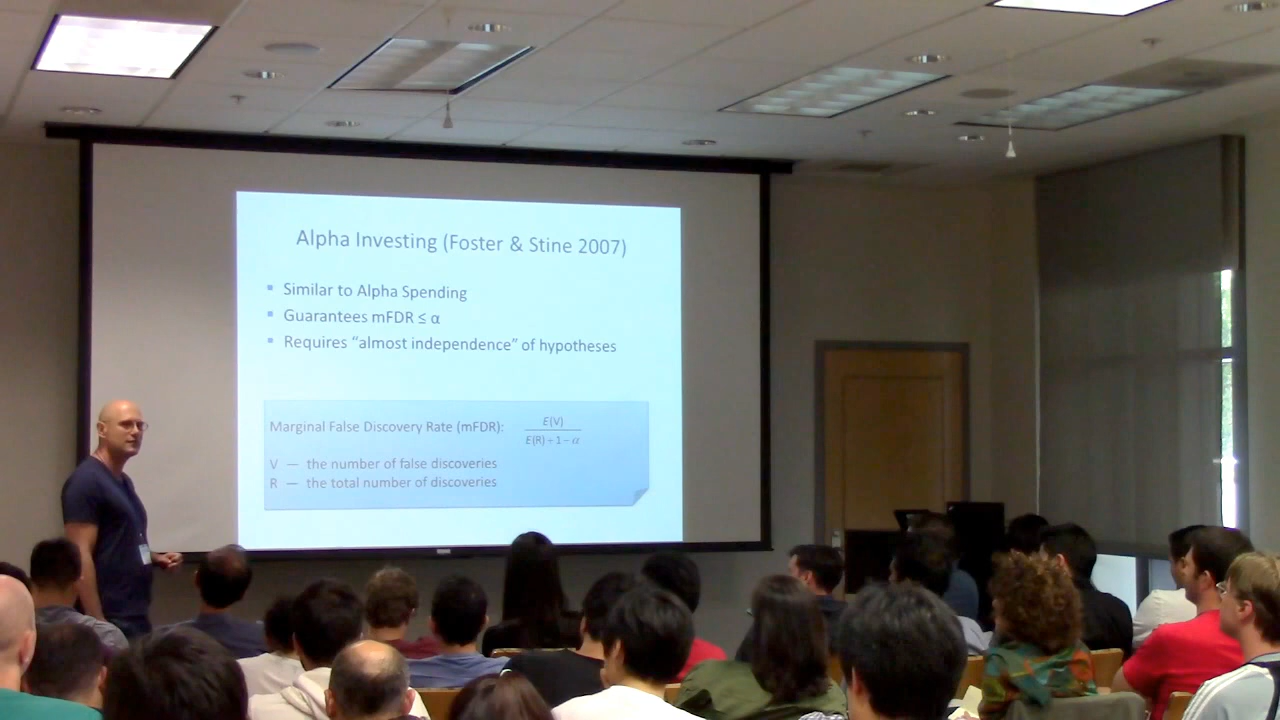 Alpha Investing (Foster & Stine 2007)
▪ Similar to Alpha Spending
▪ Guarantees mFDR ≤ α
▪ Requires “almost independence” of hypotheses
Marginal False Discovery Rate (mFDR): E(V) / E(R) + 1 − α
V — the number of false discoveries
R — the total number of discoveries